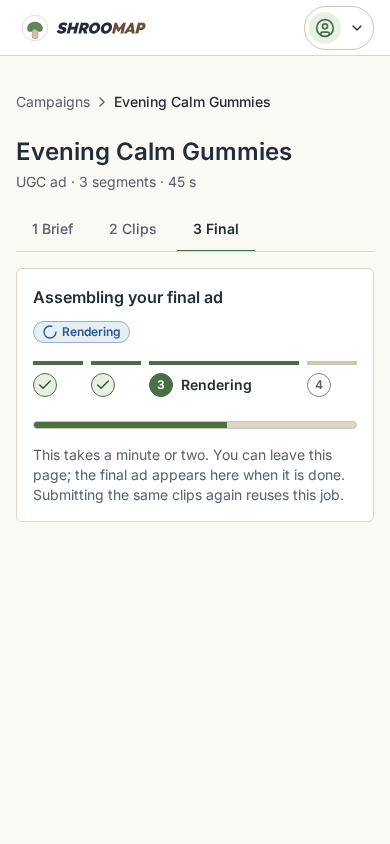 SHROOMAP
Campaigns > Evening Calm Gummies
Evening Calm Gummies
UGC ad · 3 segments · 45 s
1 Brief 2 Clips 3 Final
Assembling your final ad
Rendering
3 Rendering 4
This takes a minute or two. You can leave this
page; the final ad appears here when it is done.
Submitting the same clips again reuses this job.